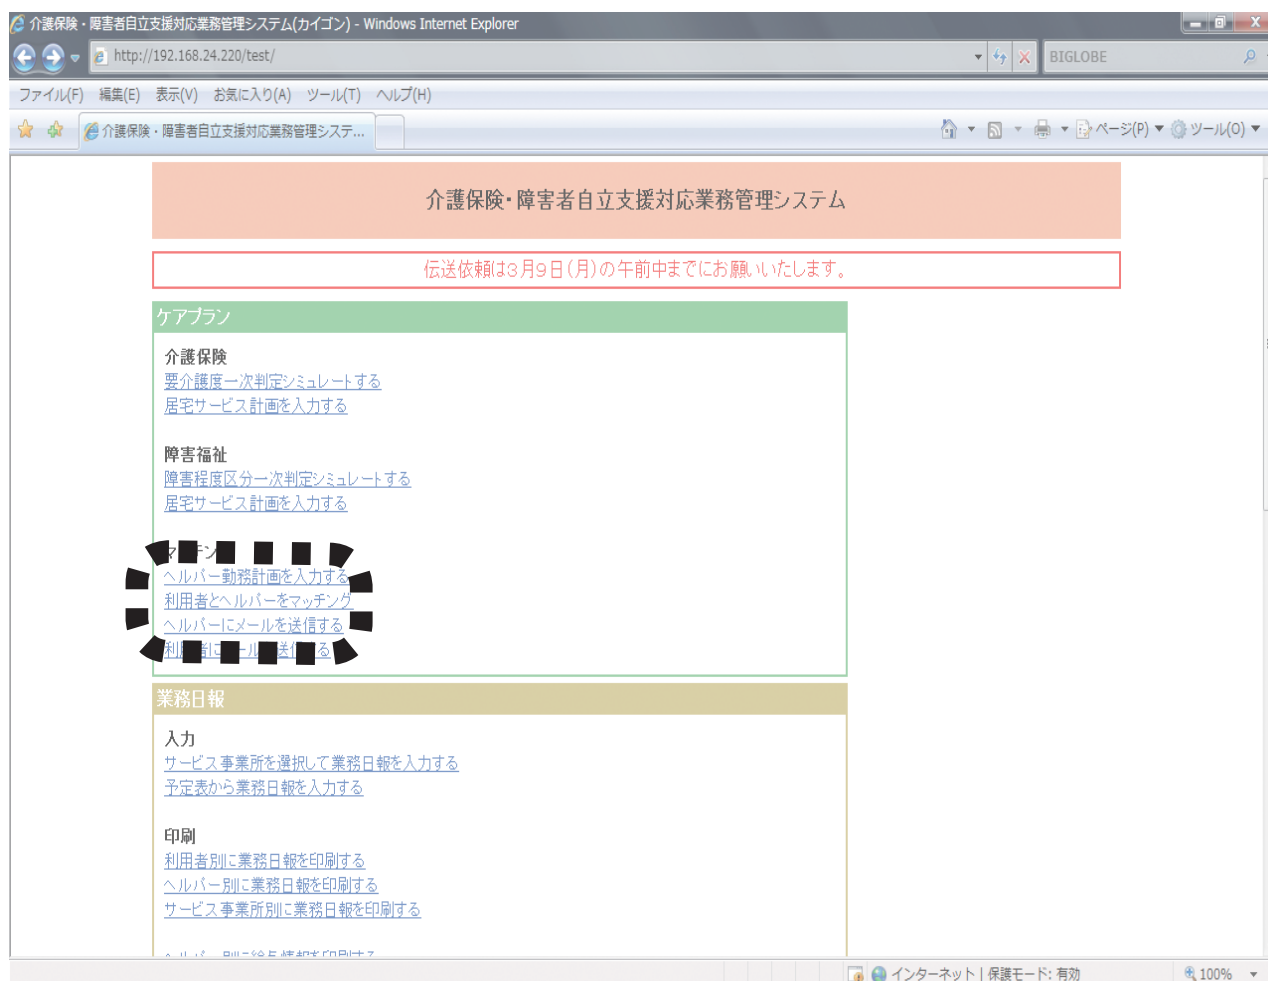 介護保険・障害者自立支援対応業務管理システム(カイゴン) - Windows Internet Explorer
http://192.168.24.220/test/
BIGLOBE
ファイル(F) 編集(E) 表示(V) お気に入り(A) ツール(T) ヘルプ(H)
介護保険・障害者自立支援対応業務管理システ...
ページ(P) ツール(O)
介護保険・障害者自立支援対応業務管理システム
伝送依頼は3月9日(月)の午前中までにお願いいたします。
ケアプラン
介護保険
要介護度一次判定シミュレートする
居宅サービス計画を入力する
障害福祉
障害程度区分一次判定シミュレートする
居宅サービス計画を入力する
ヘルパー勤務計画を入力する
利用者とヘルパーをマッチング
ヘルパーにメールを送信する
業務日報
入力
サービス事業所を選択して業務日報を入力する
予定表から業務日報を入力する
印刷
利用者別に業務日報を印刷する
ヘルパー別に業務日報を印刷する
サービス事業所別に業務日報を印刷する
インターネット | 保護モード: 有効
100%